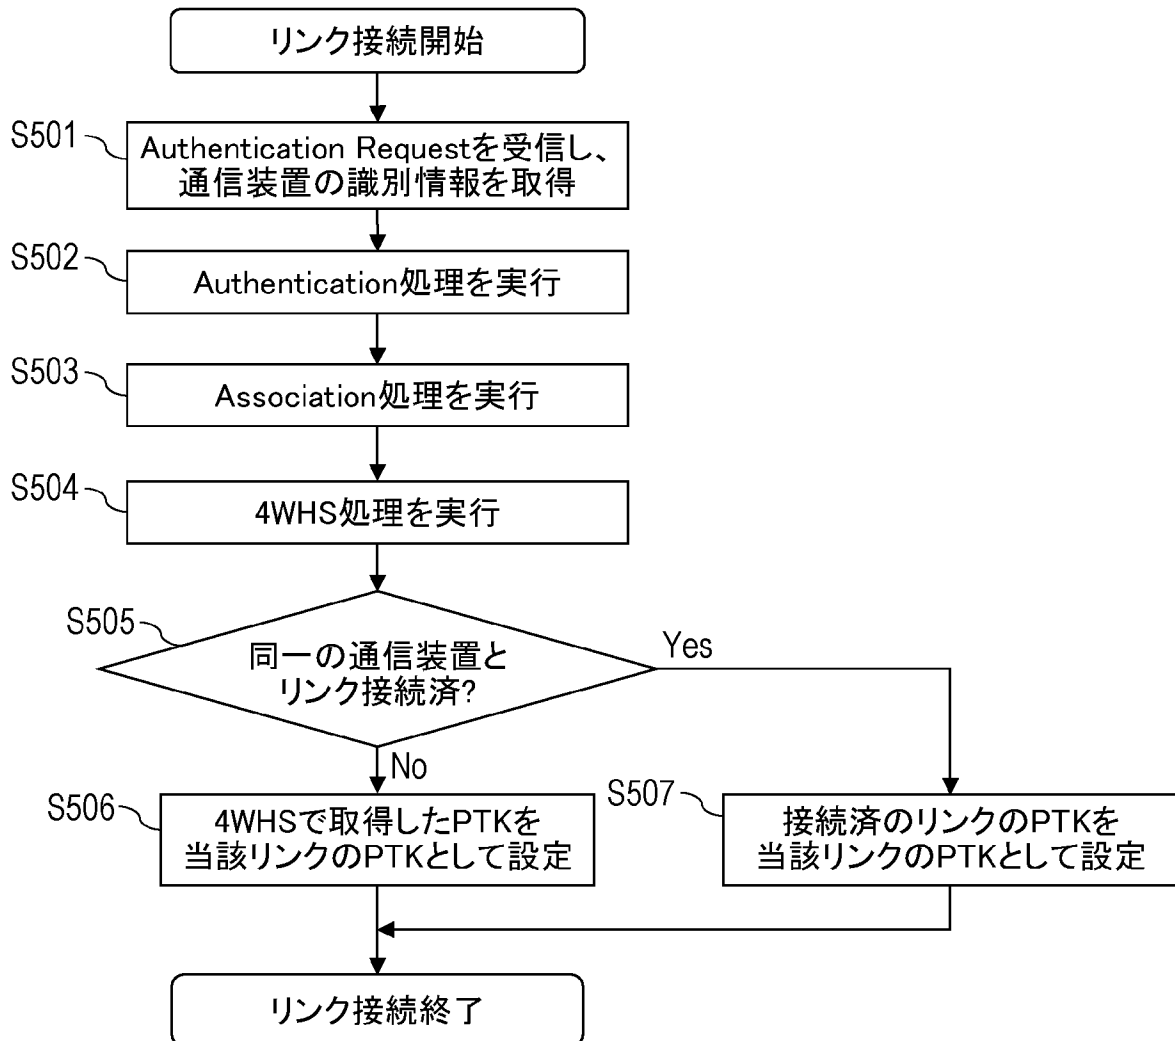 リンク接続開始
S501
Authentication Requestを受信し、
通信装置の識別情報を取得
S502
Authentication処理を実行
S503
Association処理を実行
S504
4WHS処理を実行
S505
同一の通信装置と
リンク接続済?
Yes
No
S506
4WHSで取得したPTKを
当該リンクのPTKとして設定
S507
接続済のリンクのPTKを
当該リンクのPTKとして設定
リンク接続終了